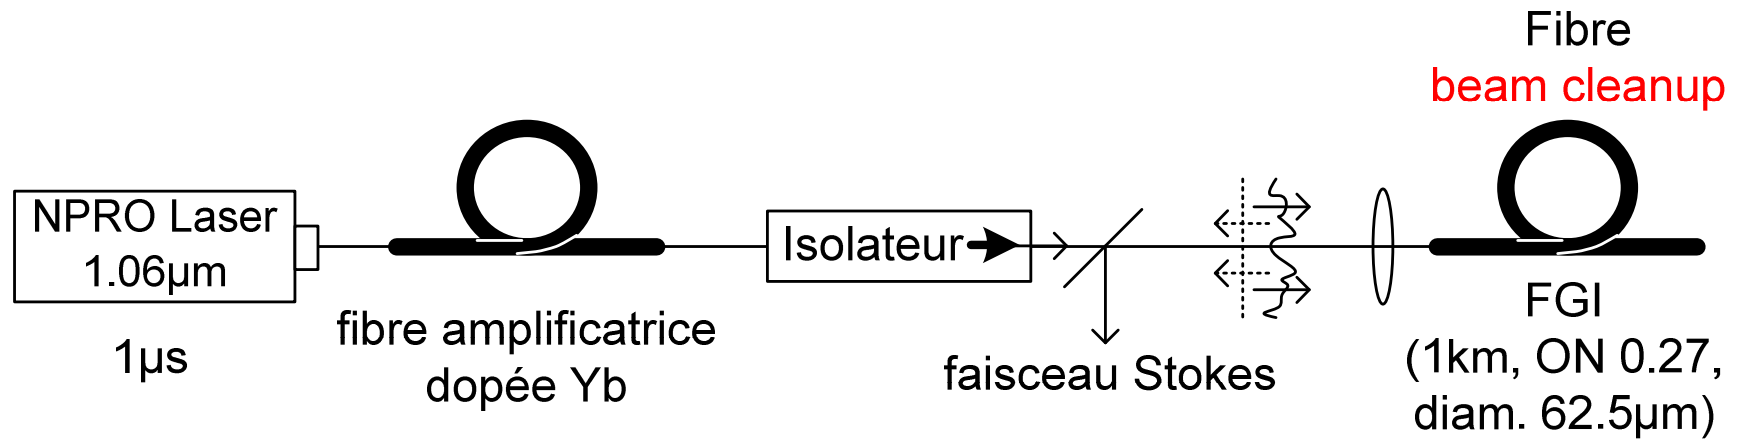 NPRO Laser
1.06µm
1µs
fibre amplificatrice
dopée Yb
Isolateur
faisceau Stokes
Fibre
beam cleanup
FGI
(1km, ON 0.27,
diam. 62.5µm)